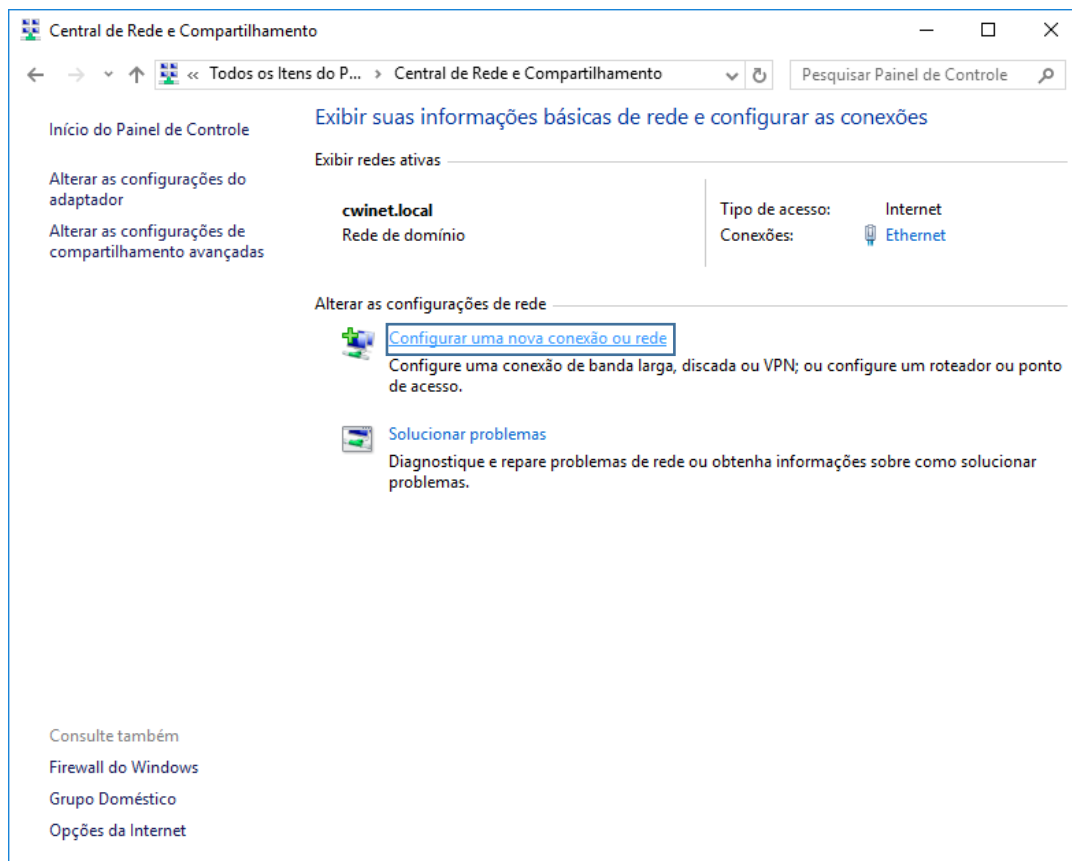 Central de Rede e Compartilhamento
« Todos os Itens do P... › Central de Rede e Compartilhamento
Pesquisar Painel de Controle
Início do Painel de Controle
Alterar as configurações do
adaptador
Alterar as configurações de
compartilhamento avançadas
Exibir suas informações básicas de rede e configurar as conexões
Exibir redes ativas
cwinet.local
Rede de domínio
Tipo de acesso: Internet
Conexões: Ethernet
Alterar as configurações de rede
Configurar uma nova conexão ou rede
Configure uma conexão de banda larga, discada ou VPN; ou configure um roteador ou ponto
de acesso.
Solucionar problemas
Diagnostique e repare problemas de rede ou obtenha informações sobre como solucionar
problemas.
Consulte também
Firewall do Windows
Grupo Doméstico
Opções da Internet